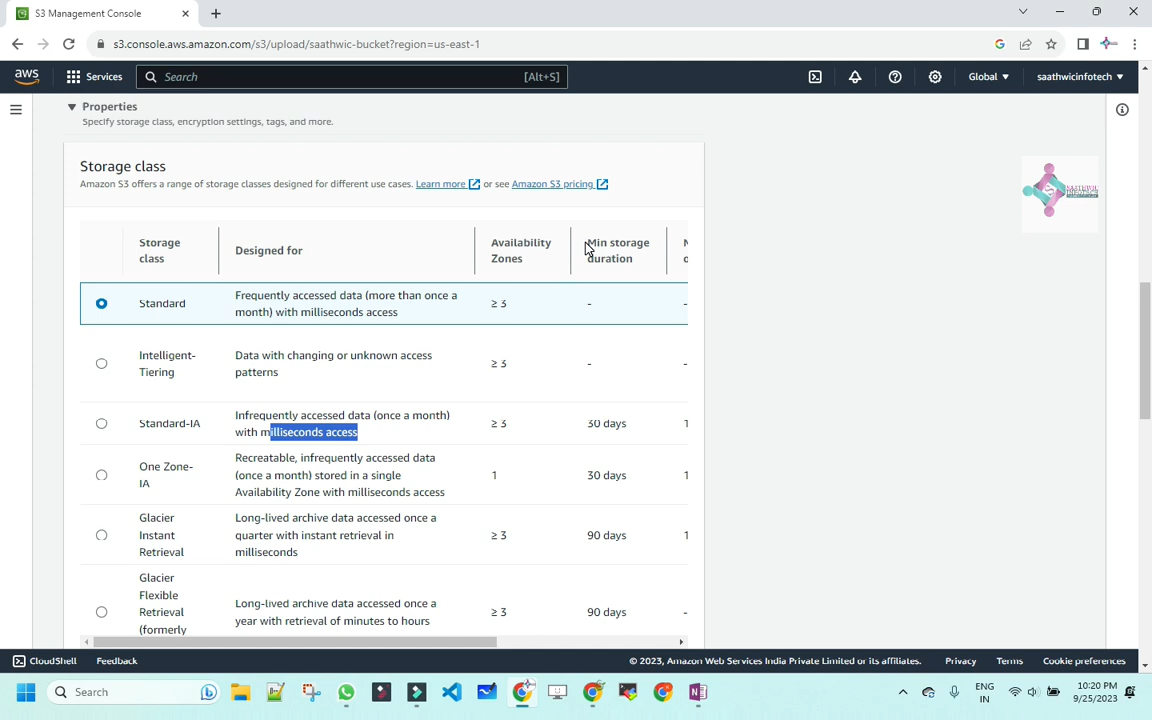 S3 Management Console
s3.console.aws.amazon.com/s3/upload/saathwic-bucket?region=us-east-1
aws
Services
Search
[Alt+S]
Global
saathwicinfotech
Properties
Specify storage class, encryption settings, tags, and more.
Storage class
Amazon S3 offers a range of storage classes designed for different use cases. Learn more or see Amazon S3 pricing
Storage class
Designed for
Availability Zones
Min storage duration
Standard
Frequently accessed data (more than once a
month) with milliseconds access
≥ 3
-
-
Intelligent-
Tiering
Data with changing or unknown access
patterns
≥ 3
-
-
Standard-IA
Infrequently accessed data (once a month)
with milliseconds access
≥ 3
30 days
1
One Zone-
IA
Recreatable, infrequently accessed data
(once a month) stored in a single
Availability Zone with milliseconds access
1
30 days
1
Glacier
Instant
Retrieval
Long-lived archive data accessed once a
quarter with instant retrieval in
milliseconds
≥ 3
90 days
1
Glacier
Flexible
Retrieval
(formerly
Long-lived archive data accessed once a
year with retrieval of minutes to hours
≥ 3
90 days
-
CloudShell
Feedback
© 2023, Amazon Web Services India Private Limited or its affiliates.
Privacy
Terms
Cookie preferences
Search
ENG
IN
10:20 PM
9/25/2023